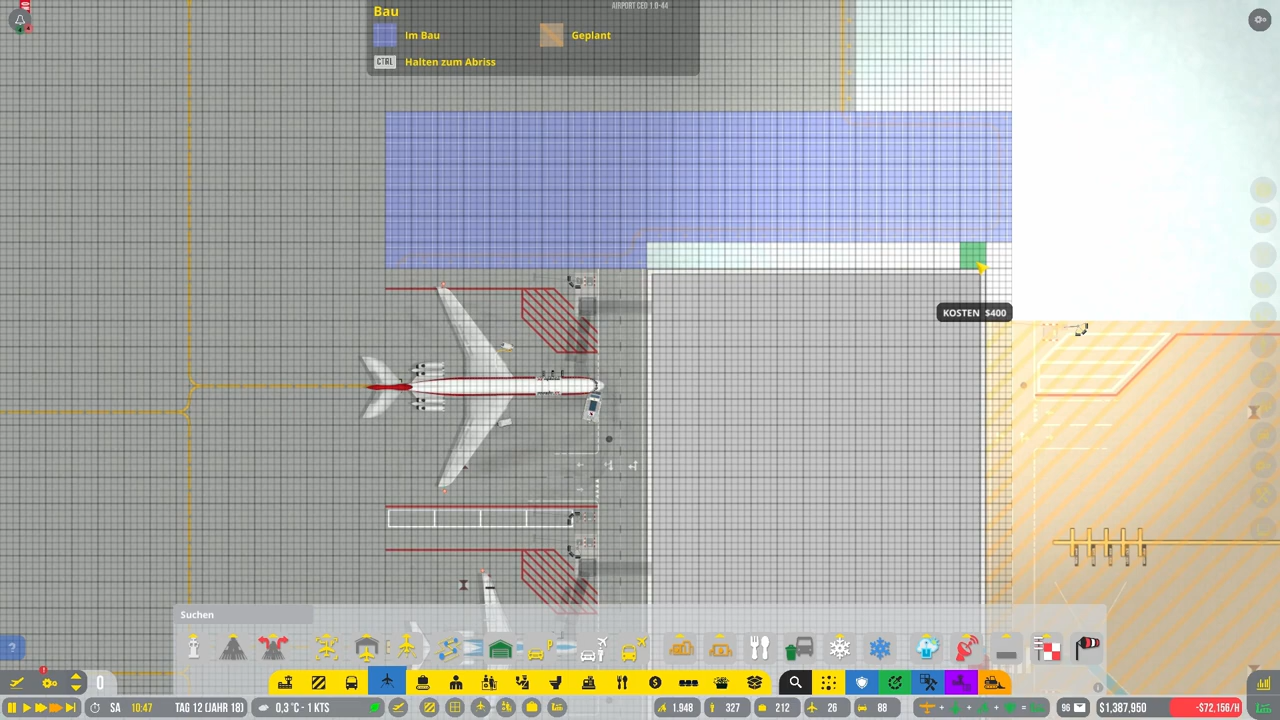 AIRPORT CEO 1.0-44
Bau
Im Bau
Geplant
CTRL Halten zum Abriss
KOSTEN $400
Suchen
?
0
SA 10:47 TAG 12 (JAHR 18) 0,3°C - 1 KTS 1.948 327 212 26 88 96 $1,387,950 -$72,156/H